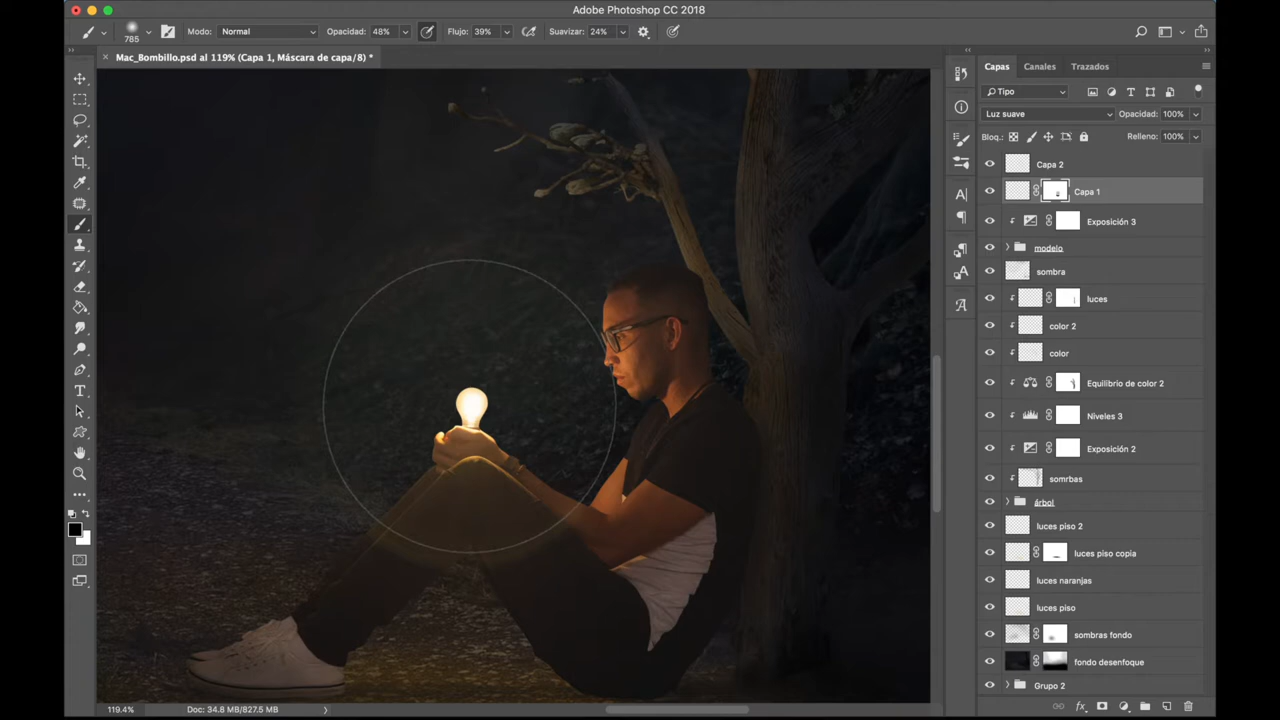 Adobe Photoshop CC 2018
785
Modo: Normal Opacidad: 48% Flujo: 39% Suavizar: 24%
× Mac_Bombillo.psd al 119% (Capa 1, Máscara de capa/8) *
Capas Canales Trazados
Tipo
Luz suave Opacidad: 100%
Bloq.: Relleno: 100%
Capa 2
Capa 1
Exposición 3
modelo
sombra
luces
color 2
color
Equilibrio de color 2
Niveles 3
Exposición 2
somrbas
árbol
luces piso 2
luces piso copia
luces naranjas
luces piso
sombras fondo
fondo desenfoque
Grupo 2
119.4% Doc: 34.8 MB/827.5 MB